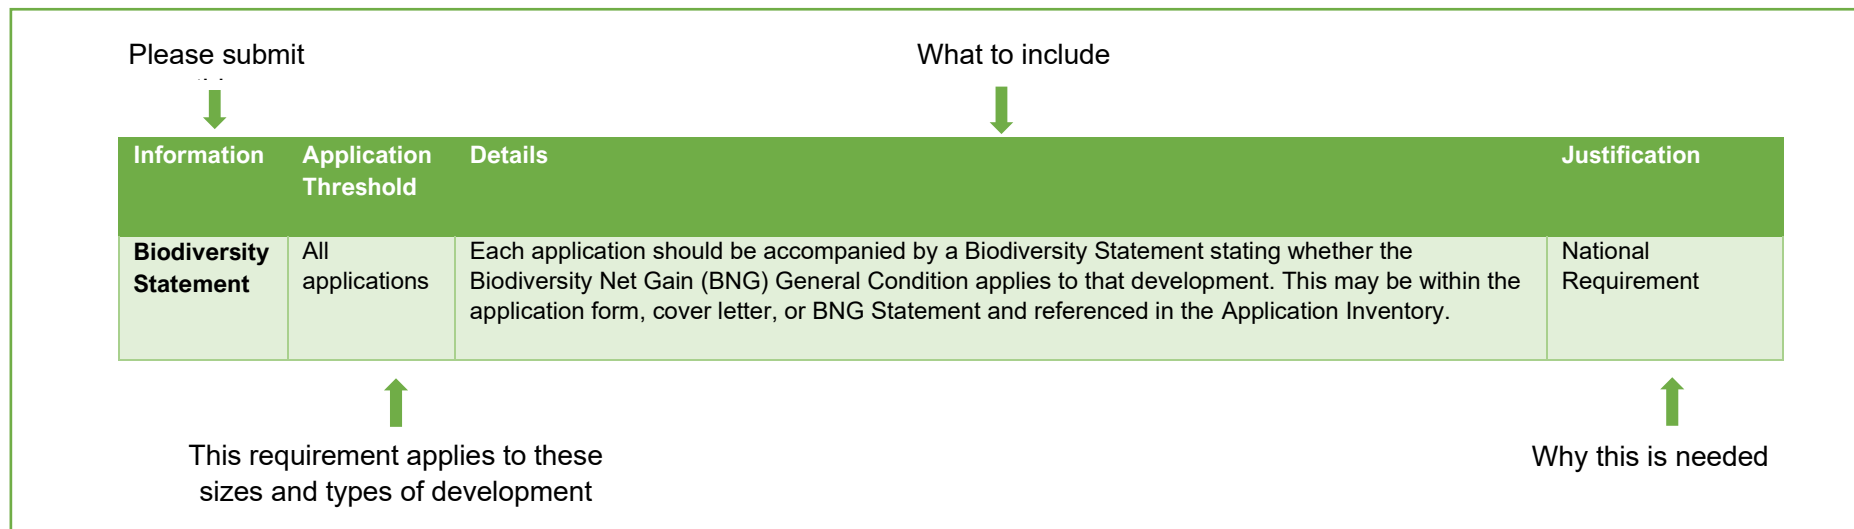 Please submit
What to include
Information
Application
Threshold
Details
Justification
Biodiversity
Statement
All
applications
Each application should be accompanied by a Biodiversity Statement stating whether the
Biodiversity Net Gain (BNG) General Condition applies to that development. This may be within the
application form, cover letter, or BNG Statement and referenced in the Application Inventory.
National
Requirement
This requirement applies to these
sizes and types of development
Why this is needed